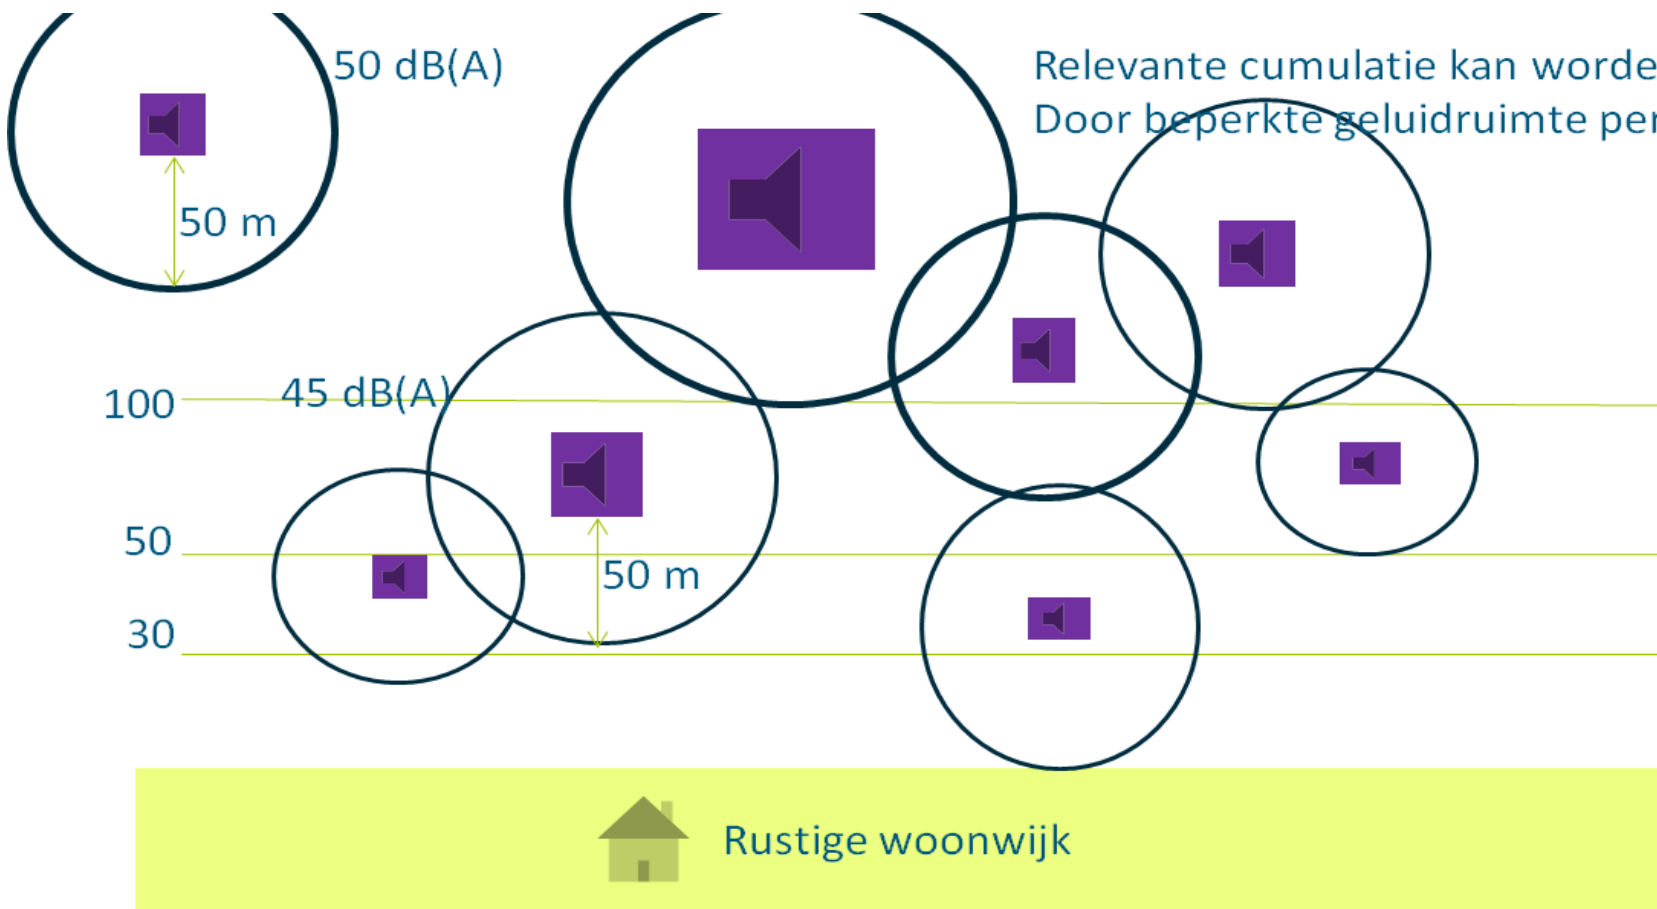 50 dB(A)
Relevante cumulatie kan worde
Door beperkte geluidruimte per
50 m
45 dB(A)
100
50
50 m
30
Rustige woonwijk